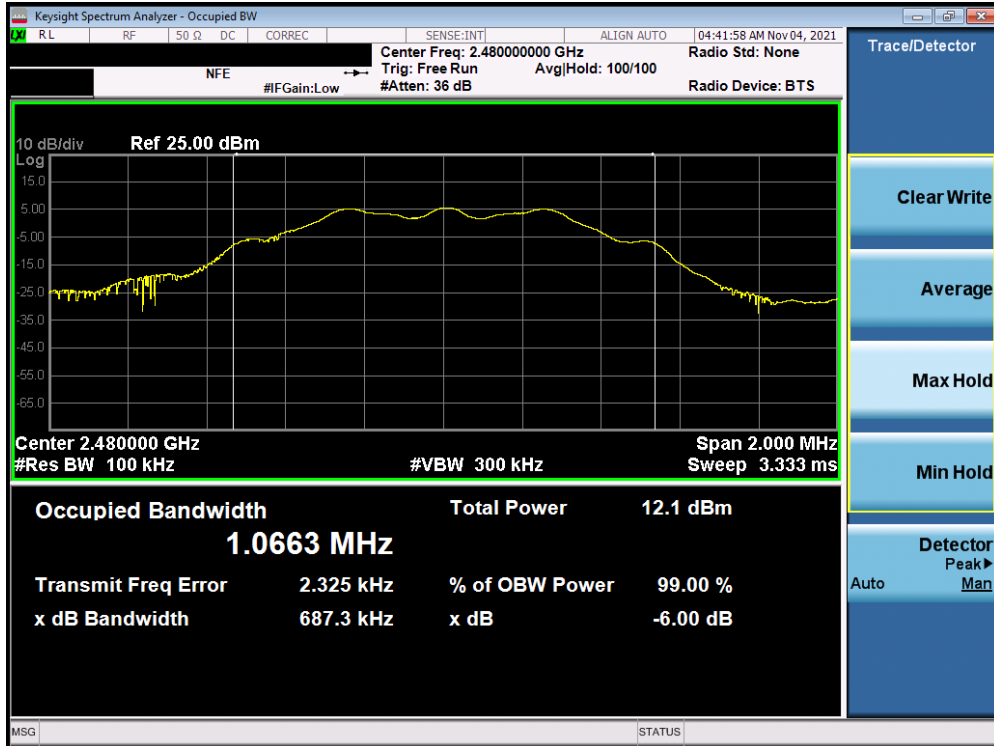 Keysight Spectrum Analyzer - Occupied BW
LXI RL RF 50 Ω DC CORREC SENSE:INT ALIGN AUTO 04:41:58 AM Nov 04, 2021
Center Freq: 2.480000000 GHz Radio Std: None
NFE Trig: Free Run Avg|Hold: 100/100
#IFGain:Low #Atten: 36 dB Radio Device: BTS
10 dB/div Ref 25.00 dBm
Log
15.0
5.00
-5.00
-15.0
-25.0
-35.0
-45.0
-55.0
-65.0
Center 2.480000 GHz Span 2.000 MHz
#Res BW 100 kHz #VBW 300 kHz Sweep 3.333 ms
Occupied Bandwidth Total Power 12.1 dBm
1.0663 MHz
Transmit Freq Error 2.325 kHz % of OBW Power 99.00 %
x dB Bandwidth 687.3 kHz x dB -6.00 dB
MSG STATUS
Trace/Detector
Clear Write
Average
Max Hold
Min Hold
Detector
Peak▶
Auto Man